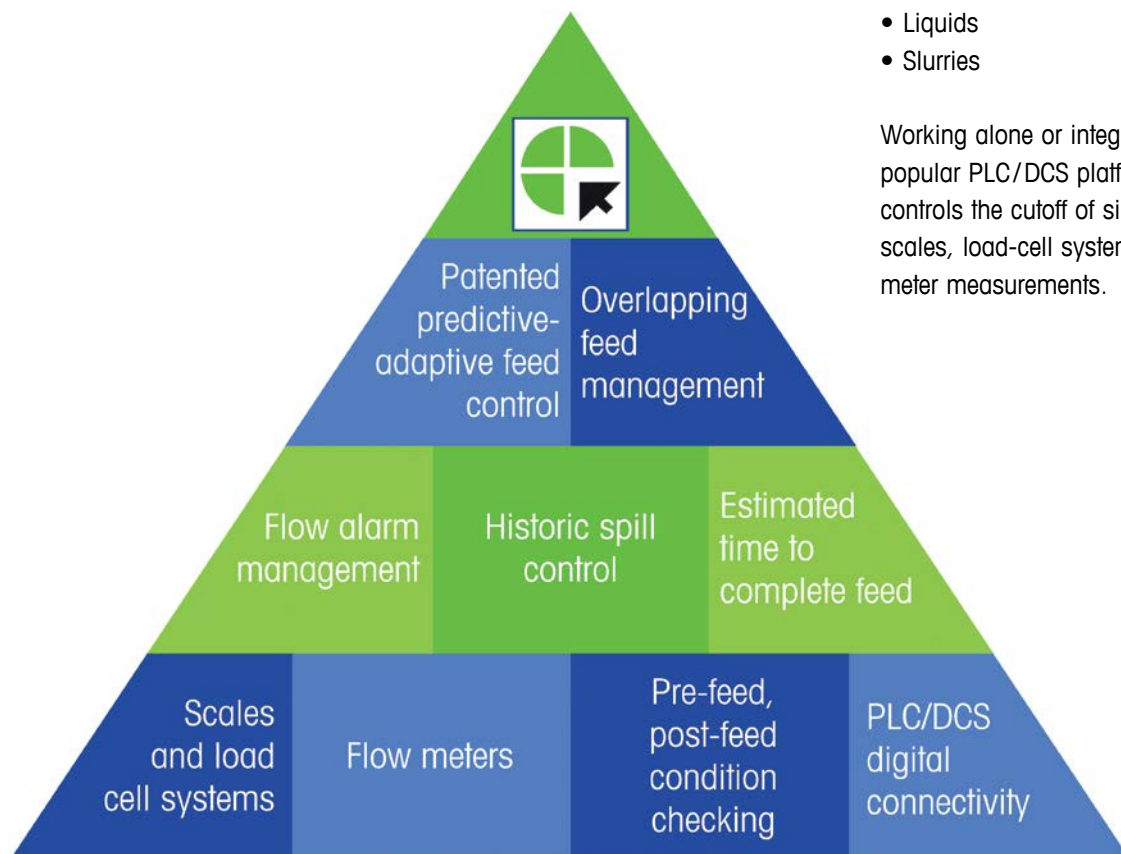 • Liquids
• Slurries
Working alone or integ
popular PLC/DCS platf
controls the cutoff of si
scales, load-cell system
meter measurements.
Patented
predictive-
adaptive feed
control
Overlapping
feed
management
Flow alarm
management
Historic spill
control
Estimated
time to
complete feed
Scales
and load
cell systems
Flow meters
Pre-feed,
post-feed
condition
checking
PLC/DCS
digital
connectivity